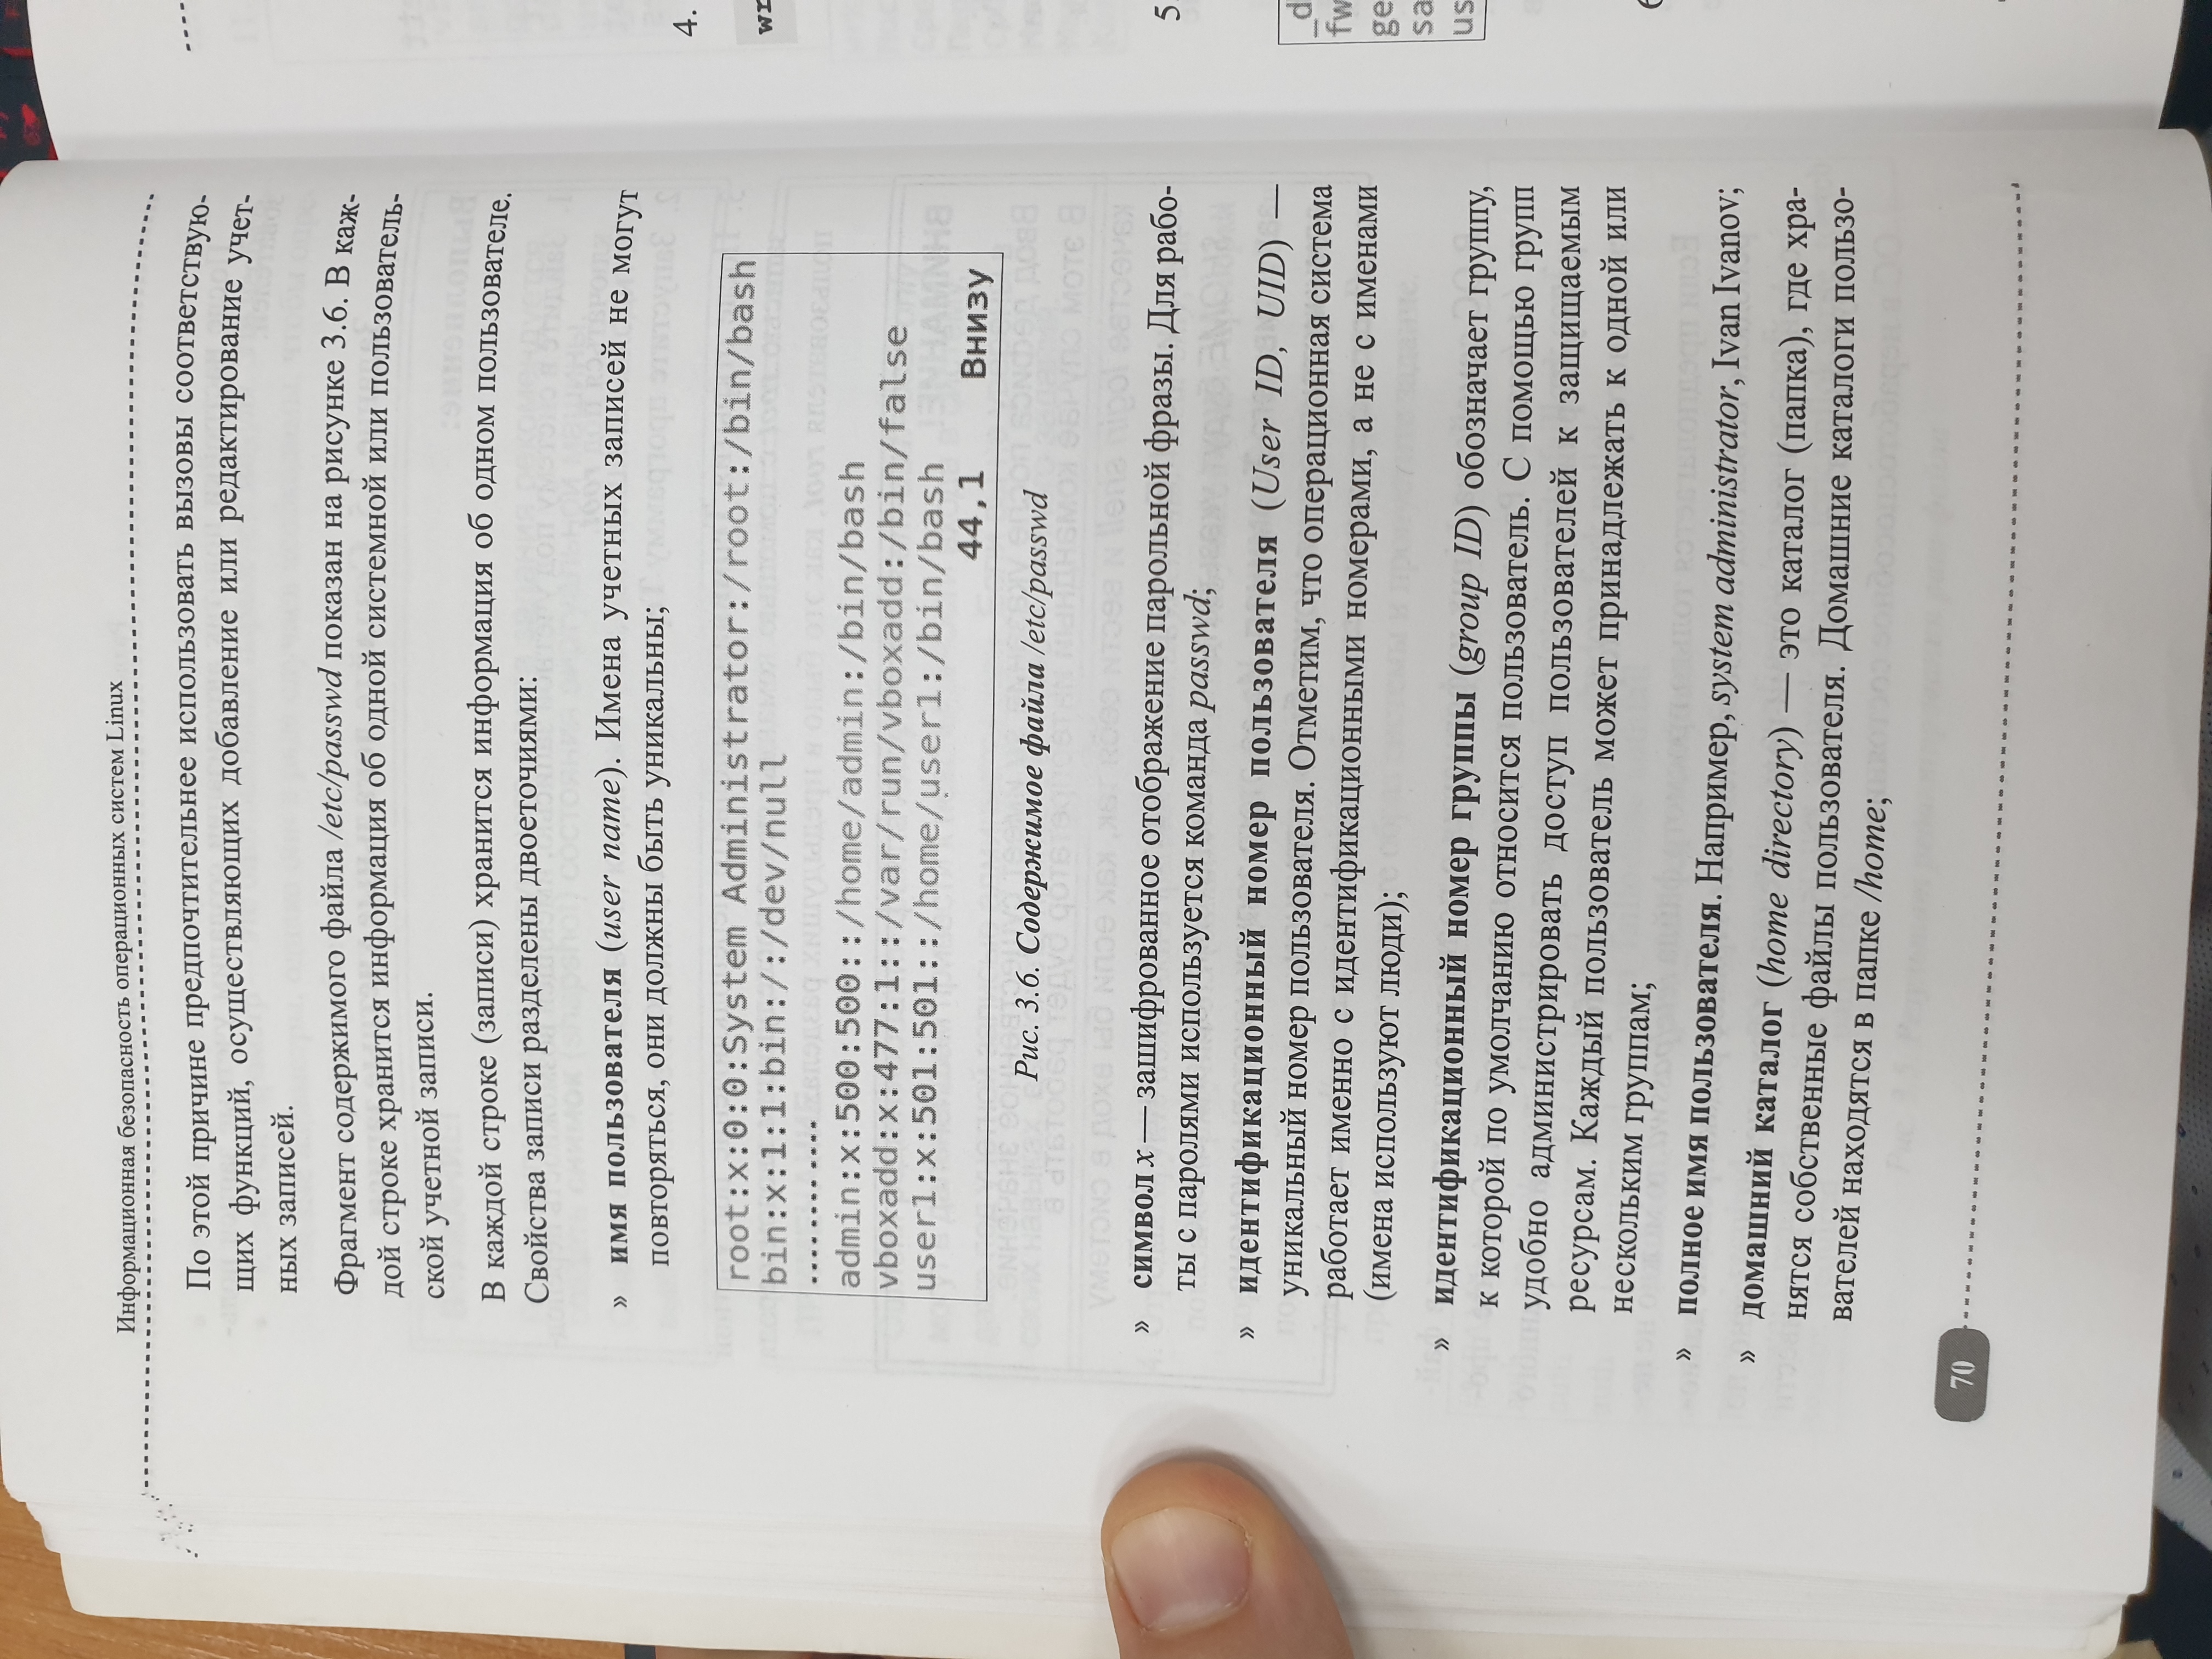 Информационная безопасность операционных систем Linux
По этой причине предпочтительнее использовать вызовы соответствую-
щих функций, осуществляющих добавление или редактирование учет-
ных записей.
Фрагмент содержимого файла /etc/passwd показан на рисунке 3.6. В каж-
дой строке хранится информация об одной системной или пользователь-
ской учетной записи.
В каждой строке (записи) хранится информация об одном пользователе.
Свойства записи разделены двоеточиями:
» имя пользователя (user name). Имена учетных записей не могут
повторяться, они должны быть уникальны;
root:x:0:0:System Administrator:/root:/bin/bash
bin:x:1:1:bin:/:/dev/null
............
admin:x:500:500::/home/admin:/bin/bash
vboxadd:x:477:1::/var/run/vboxadd:/bin/false
user1:x:501:501::/home/user1:/bin/bash
44,1 Внизу
Рис. 3.6. Содержимое файла /etc/passwd
» символ x — зашифрованное отображение парольной фразы. Для рабо-
ты с паролями используется команда passwd;
» идентификационный номер пользователя (User ID, UID) —
уникальный номер пользователя. Отметим, что операционная система
работает именно с идентификационными номерами, а не с именами
(имена используют люди);
» идентификационный номер группы (group ID) обозначает группу,
к которой по умолчанию относится пользователь. С помощью групп
удобно администрировать доступ пользователей к защищаемым
ресурсам. Каждый пользователь может принадлежать к одной или
нескольким группам;
» полное имя пользователя. Например, system administrator, Ivan Ivanov;
» домашний каталог (home directory) — это каталог (папка), где хра-
нятся собственные файлы пользователя. Домашние каталоги пользо-
вателей находятся в папке /home;
70
4.
wr
5.
_d
fw
ge
sa
us